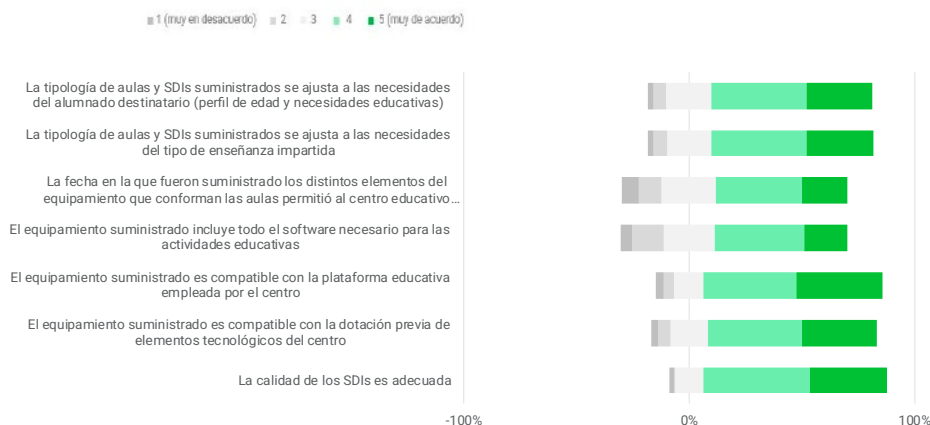 1 (muy en desacuerdo) 2 3 4 5 (muy de acuerdo)
La tipología de aulas y SDIs suministrados se ajusta a las necesidades
del alumnado destinatario (perfil de edad y necesidades educativas)
La tipología de aulas y SDIs suministrados se ajusta a las necesidades
del tipo de enseñanza impartida
La fecha en la que fueron suministrado los distintos elementos del
equipamiento que conforman las aulas permitió al centro educativo...
El equipamiento suministrado incluye todo el software necesario para las
actividades educativas
El equipamiento suministrado es compatible con la plataforma educativa
empleada por el centro
El equipamiento suministrado es compatible con la dotación previa de
elementos tecnológicos del centro
La calidad de los SDIs es adecuada
-100% 0% 100%